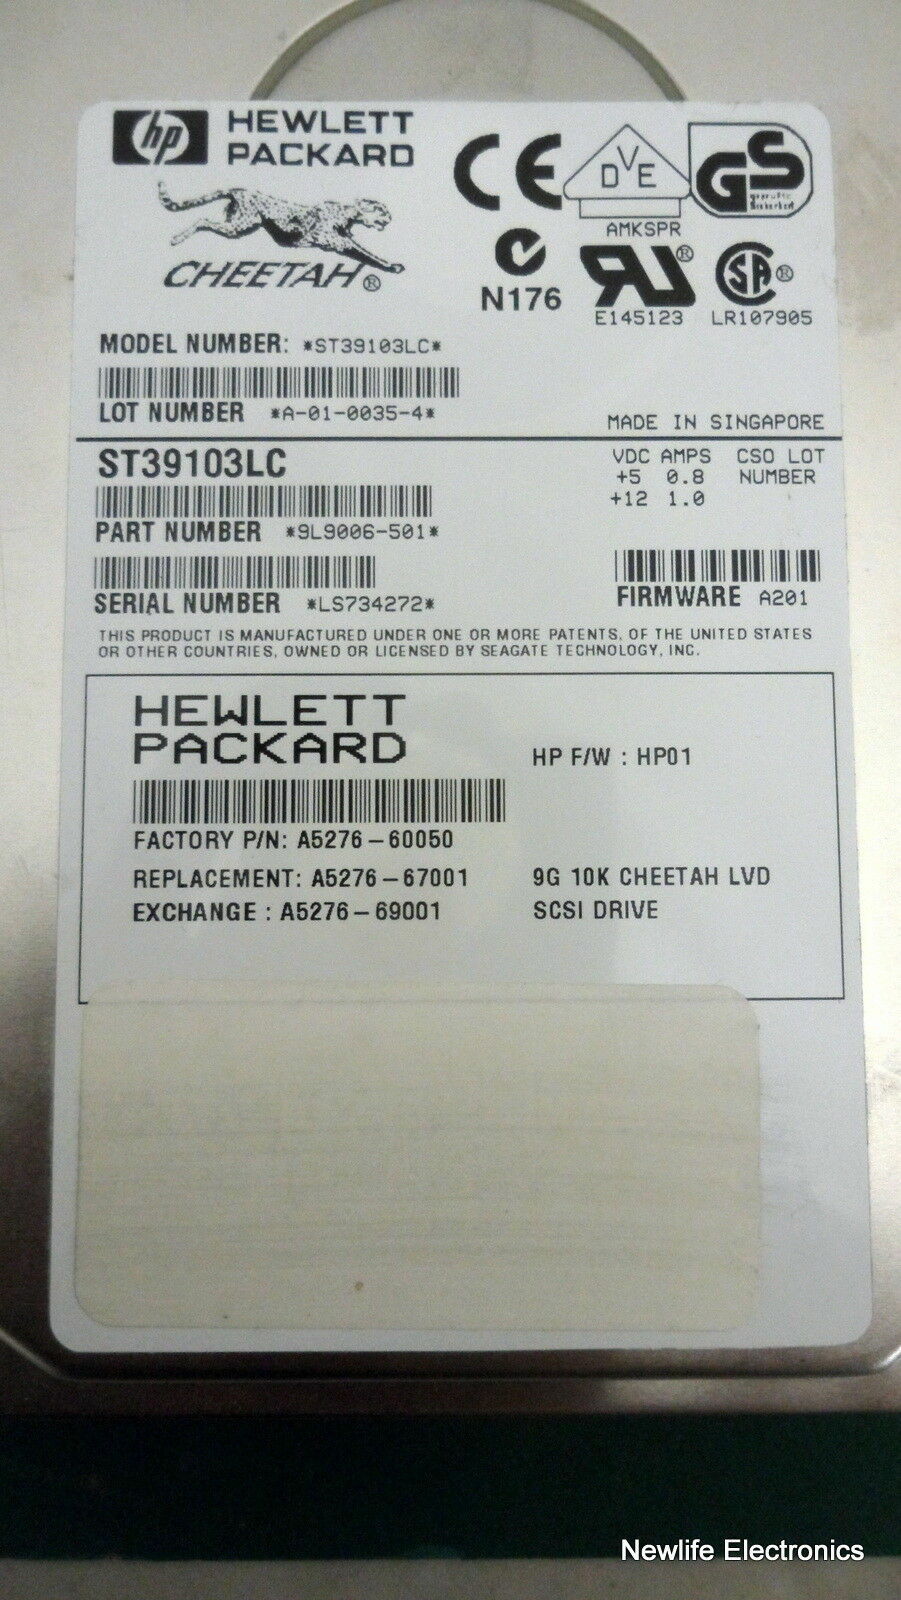 hp HEWLETT
PACKARD
CHEETAH®
CE
DVE
AMKSPR
GS
geprüfte
Sicherheit
N176
E145123
LR107905
MODEL NUMBER: *ST39103LC*
LOT NUMBER *A-01-0035-4*
MADE IN SINGAPORE
ST39103LC
VDC AMPS CSO LOT
+5 0.8 NUMBER
+12 1.0
PART NUMBER *9L9006-501*
SERIAL NUMBER *LS734272*
FIRMWARE A201
THIS PRODUCT IS MANUFACTURED UNDER ONE OR MORE PATENTS, OF THE UNITED STATES
OR OTHER COUNTRIES, OWNED OR LICENSED BY SEAGATE TECHNOLOGY, INC.
HEWLETT
PACKARD
HP F/W : HP01
FACTORY P/N: A5276-60050
REPLACEMENT: A5276-67001 9G 10K CHEETAH LVD
EXCHANGE : A5276-69001 SCSI DRIVE
Newlife Electronics